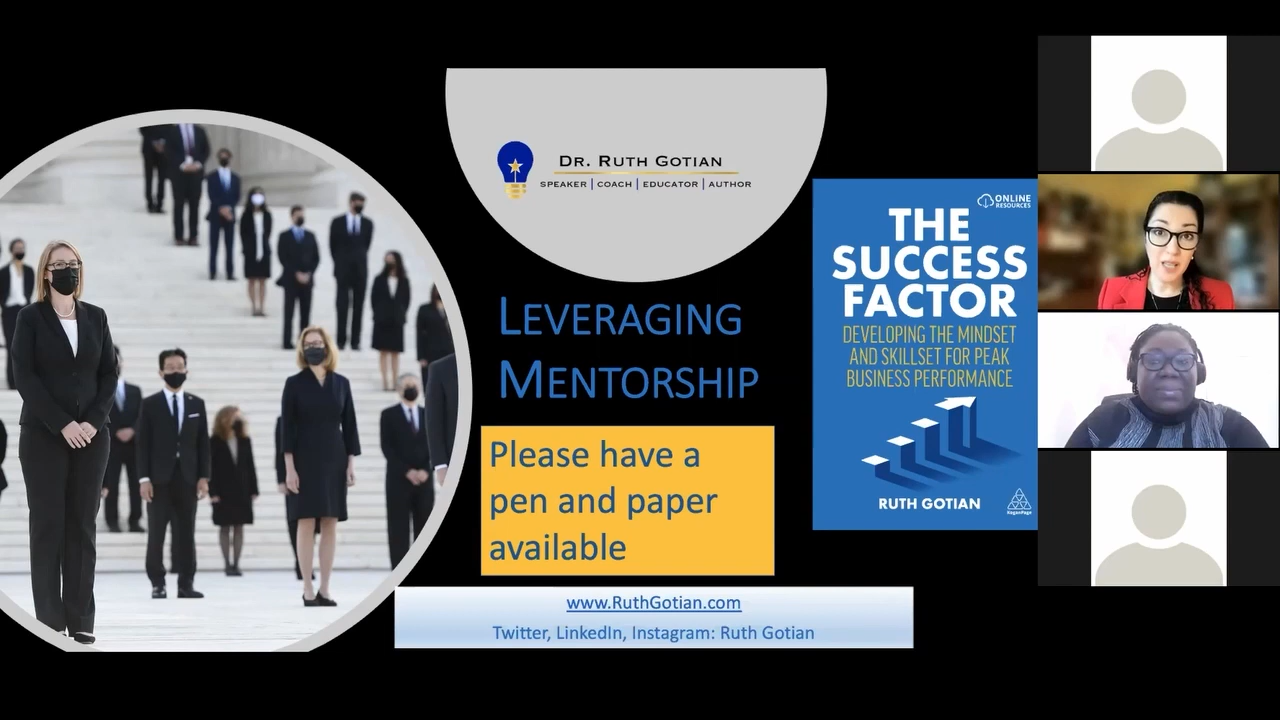 DR. RUTH GOTIAN
SPEAKER | COACH | EDUCATOR | AUTHOR
LEVERAGING
MENTORSHIP
Please have a
pen and paper
available
www.RuthGotian.com
Twitter, LinkedIn, Instagram: Ruth Gotian
ONLINE
RESOURCES
THE
SUCCESS
FACTOR
DEVELOPING THE MINDSET
AND SKILLSET FOR PEAK
BUSINESS PERFORMANCE
RUTH GOTIAN
KoganPage